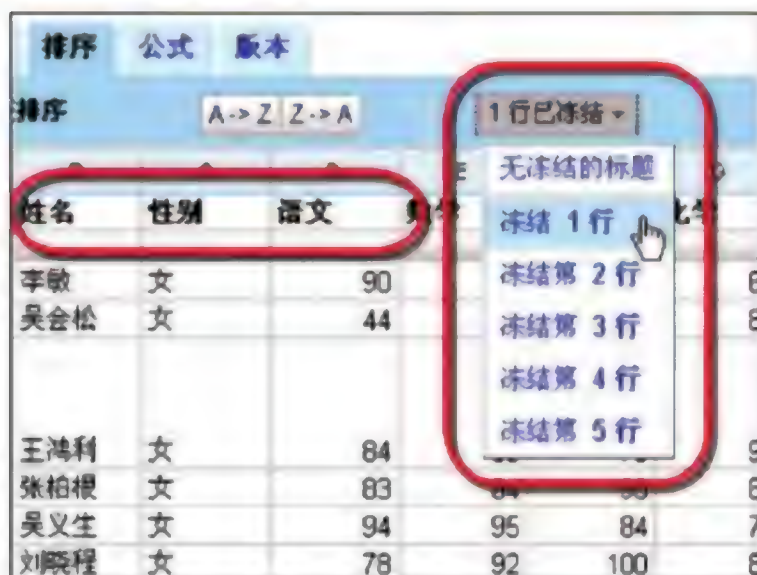 排序 公式 版本
排序 A->Z Z->A 1 行已冻结
无冻结的标题
姓名 性别 语文 数学 化学
冻结 1 行
李敏 女 90
冻结第 2 行
吴会松 女 44
冻结第 3 行
冻结第 4 行
冻结第 5 行
王鸿利 女 84
张柏根 女 83
吴义生 女 94 95 84
刘晓程 女 78 92 100